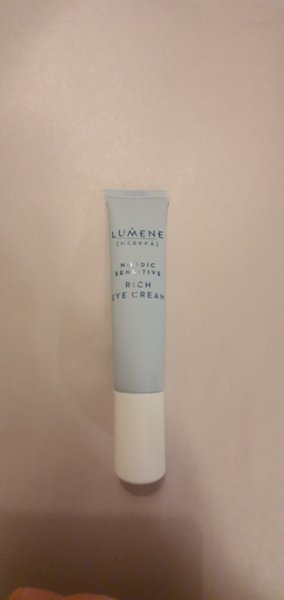 LUMENE
[HERKKÄ]
NORDIC
SENSITIVE
RICH
EYE CREAM